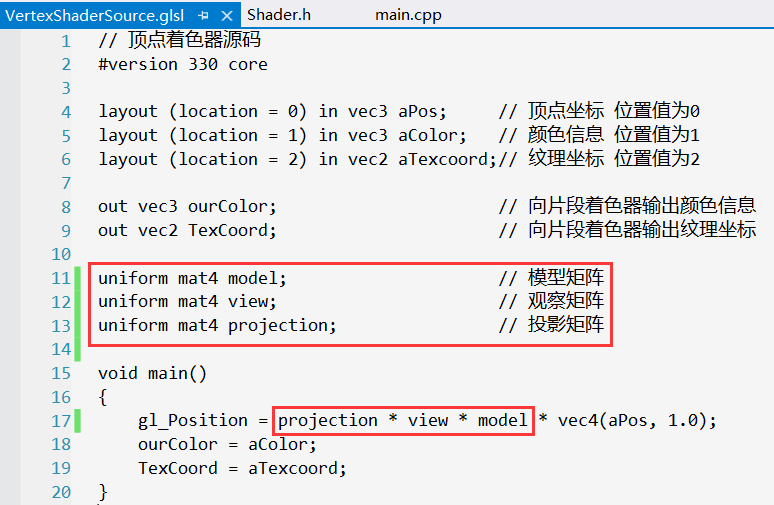 VertexShaderSource.glsl Shader.h main.cpp
1 // 顶点着色器源码
2 #version 330 core
3
4 layout (location = 0) in vec3 aPos; // 顶点坐标 位置值为0
5 layout (location = 1) in vec3 aColor; // 颜色信息 位置值为1
6 layout (location = 2) in vec2 aTexcoord;// 纹理坐标 位置值为2
7
8 out vec3 ourColor; // 向片段着色器输出颜色信息
9 out vec2 TexCoord; // 向片段着色器输出纹理坐标
10
11 uniform mat4 model; // 模型矩阵
12 uniform mat4 view; // 观察矩阵
13 uniform mat4 projection; // 投影矩阵
14
15 void main()
16 {
17 gl_Position = projection * view * model * vec4(aPos, 1.0);
18 ourColor = aColor;
19 TexCoord = aTexcoord;
20 }